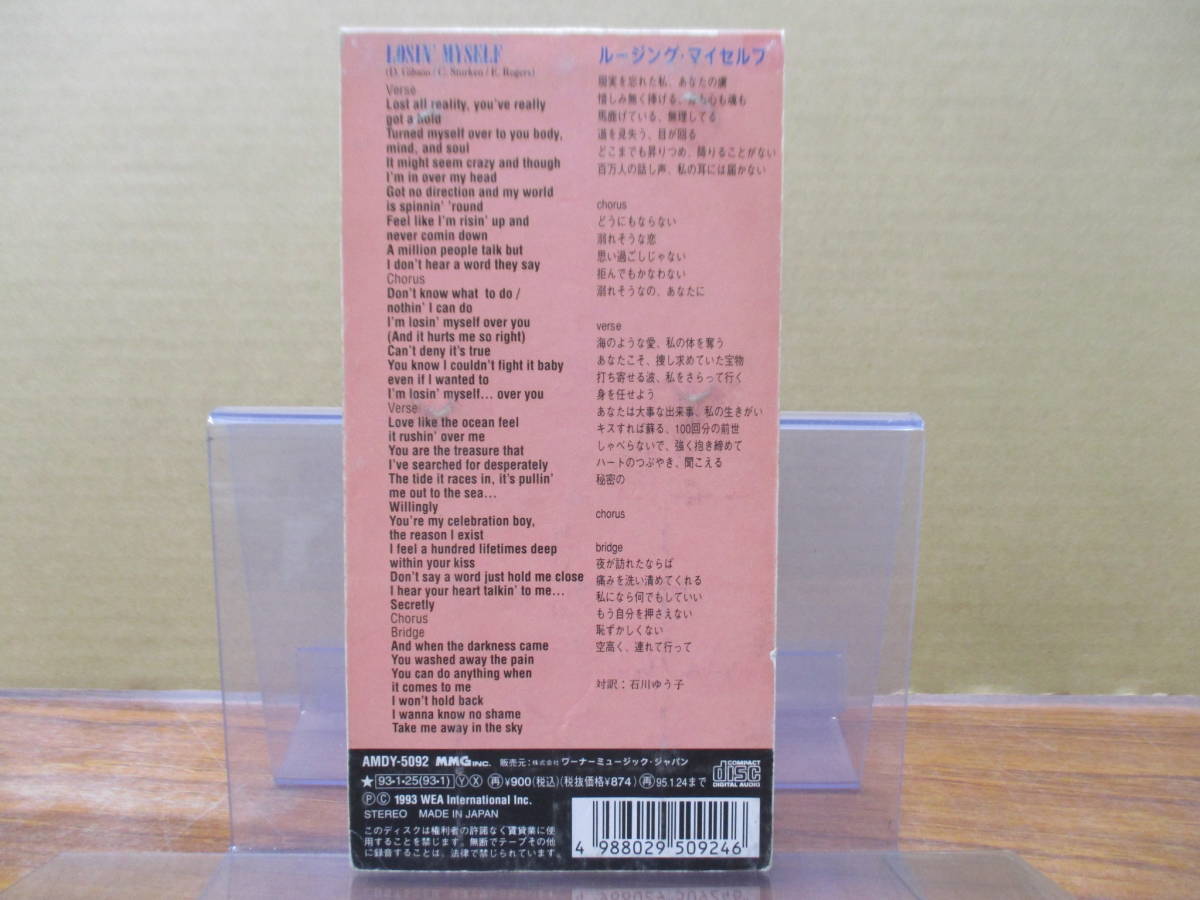 LOSIN' MYSELF
(D. Gibson / C. Sturken / E. Rogers)
Verse
Lost all reality, you've really
got a hold
Turned myself over to you body,
mind, and soul
It might seem crazy and though
I'm in over my head
Got no direction and my world
is spinnin' 'round
Feel like I'm risin' up and
never comin down
A million people talk but
I don't hear a word they say
Chorus
Don't know what to do /
nothin' I can do
I'm losin' myself over you
(And it hurts me so right)
Can't deny it's true
You know I couldn't fight it baby
even if I wanted to
I'm losin' myself... over you
Verse
Love like the ocean feel
it rushin' over me
You are the treasure that
I've searched for desperately
The tide it races in, it's pullin'
me out to the sea...
Willingly
You're my celebration boy,
the reason I exist
I feel a hundred lifetimes deep
within your kiss
Don't say a word just hold me close
I hear your heart talkin' to me...
Secretly
Chorus
Bridge
And when the darkness came
You washed away the pain
You can do anything when
it comes to me
I won't hold back
I wanna know no shame
Take me away in the sky
ルージング・マイセルフ
現実を忘れた私、あなたの虜
惜しみ無く捧げる、も心も魂も
馬鹿げている、無理してる
道を見失う、目が回る
どこまでも昇りつめ、降りることがない
百万人の話し声、私の耳には届かない
chorus
どうにもならない
溺れそうな恋
思い過ごしじゃない
拒んでもかなわない
溺れそうなの、あなたに
verse
海のような愛、私の体を奪う
あなたこそ、捜し求めていた宝物
打ち寄せる波、私をさらって行く
身を任せよう
あなたは大事な出来事、私の生きがい
キスすれば蘇る、100回分の前世
しゃべらないで、強く抱き締めて
ハートのつぶやき、聞こえる
秘密の
chorus
bridge
夜が訪れたならば
痛みを洗い清めてくれる
私になら何でもしていい
もう自分を押さえない
恥ずかしくない
空高く、連れて行って
対訳：石川ゆう子
AMDY-5092 MMG INC. 販売元：株式会社 ワーナーミュージック・ジャパン
★ 93・1・25(93・1) Ⓨ Ⓧ 再 ¥900(税込)(税抜価格¥874) 再 95.1.24まで
COMPACT disc DIGITAL AUDIO
Ⓟ Ⓒ 1993 WEA International Inc.
STEREO MADE IN JAPAN
このディスクは権利者の許諾なく賃貸業に使
用することを禁じます。無断でテープその他
に録音することは、法律で禁じられています。
4 988029 509246